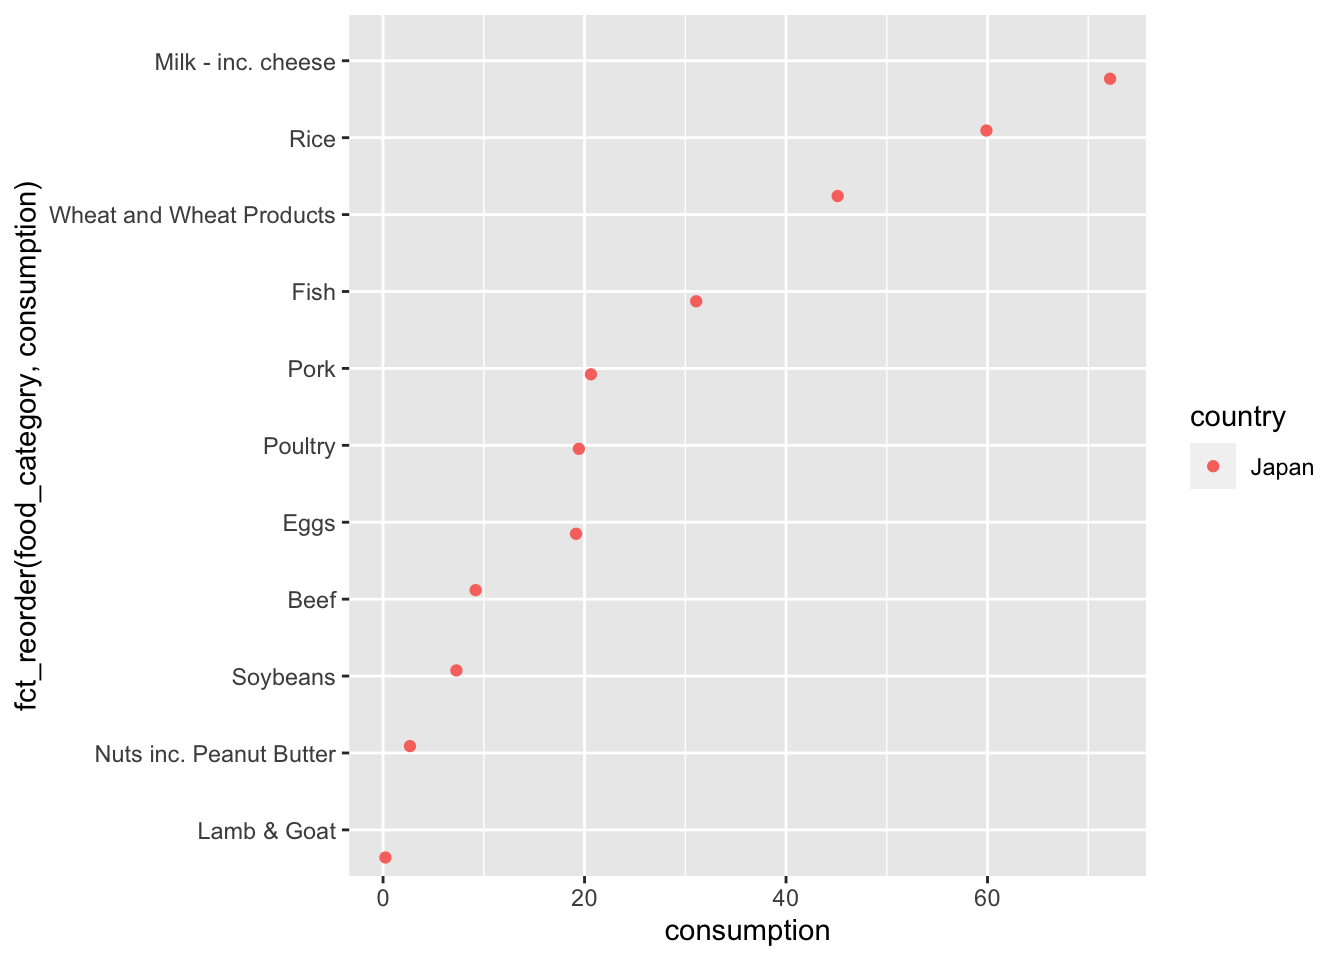 fct_reorder(food_category, consumption)
Milk - inc. cheese
Rice
Wheat and Wheat Products
Fish
Pork
Poultry
Eggs
Beef
Soybeans
Nuts inc. Peanut Butter
Lamb & Goat
0 20 40 60
consumption
country
Japan